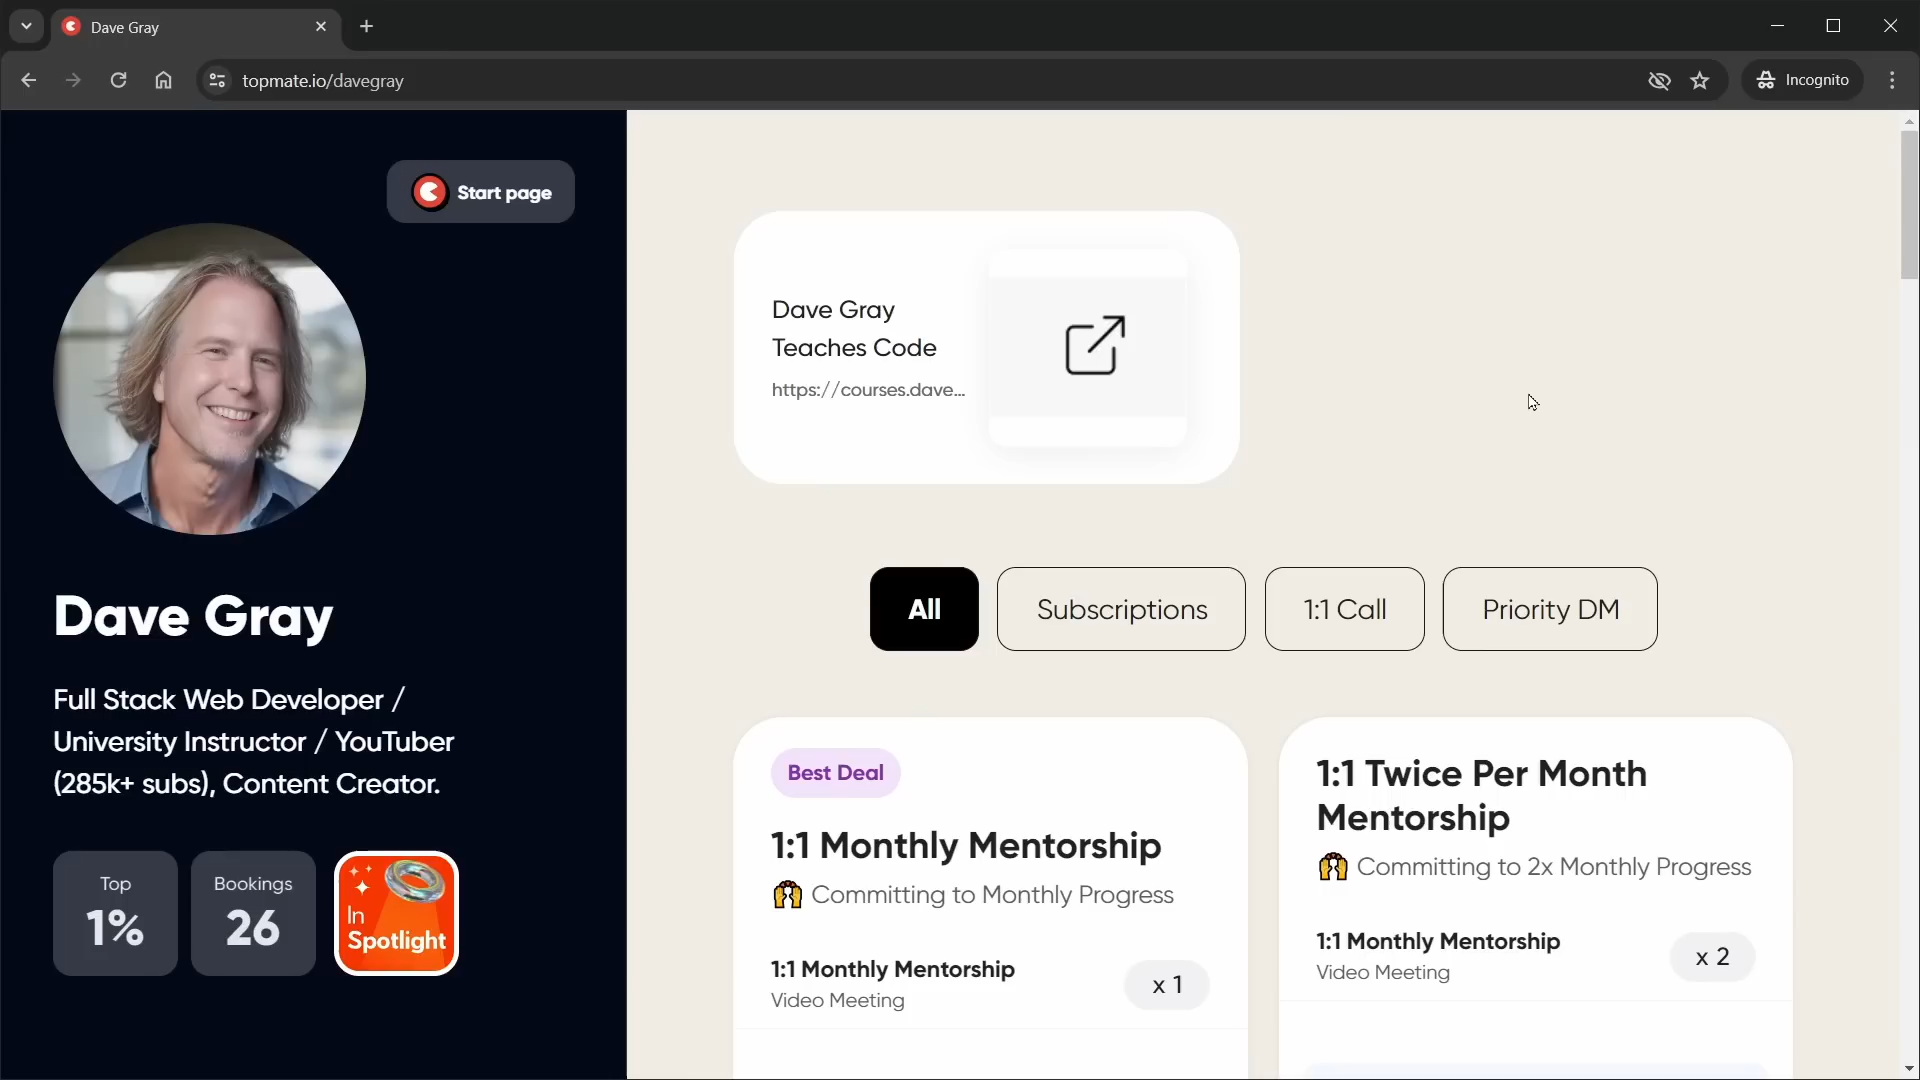 Dave Gray
topmate.io/davegray
Incognito
Start page
Dave Gray
Full Stack Web Developer /
University Instructor / YouTuber
(285k+ subs), Content Creator.
Top
1%
Bookings
26
In
Spotlight
Dave Gray
Teaches Code
https://courses.dave...
All
Subscriptions
1:1 Call
Priority DM
Best Deal
1:1 Monthly Mentorship
🙌 Committing to Monthly Progress
1:1 Monthly Mentorship
Video Meeting
x 1
1:1 Twice Per Month
Mentorship
🙌 Committing to 2x Monthly Progress
1:1 Monthly Mentorship
Video Meeting
x 2